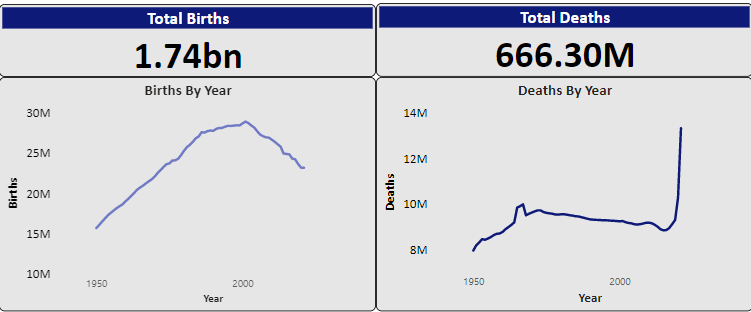 Total Births
1.74bn
Births By Year
30M
25M
20M
15M
10M
Births
1950
2000
Year
Total Deaths
666.30M
Deaths By Year
14M
12M
10M
8M
Deaths
1950
2000
Year